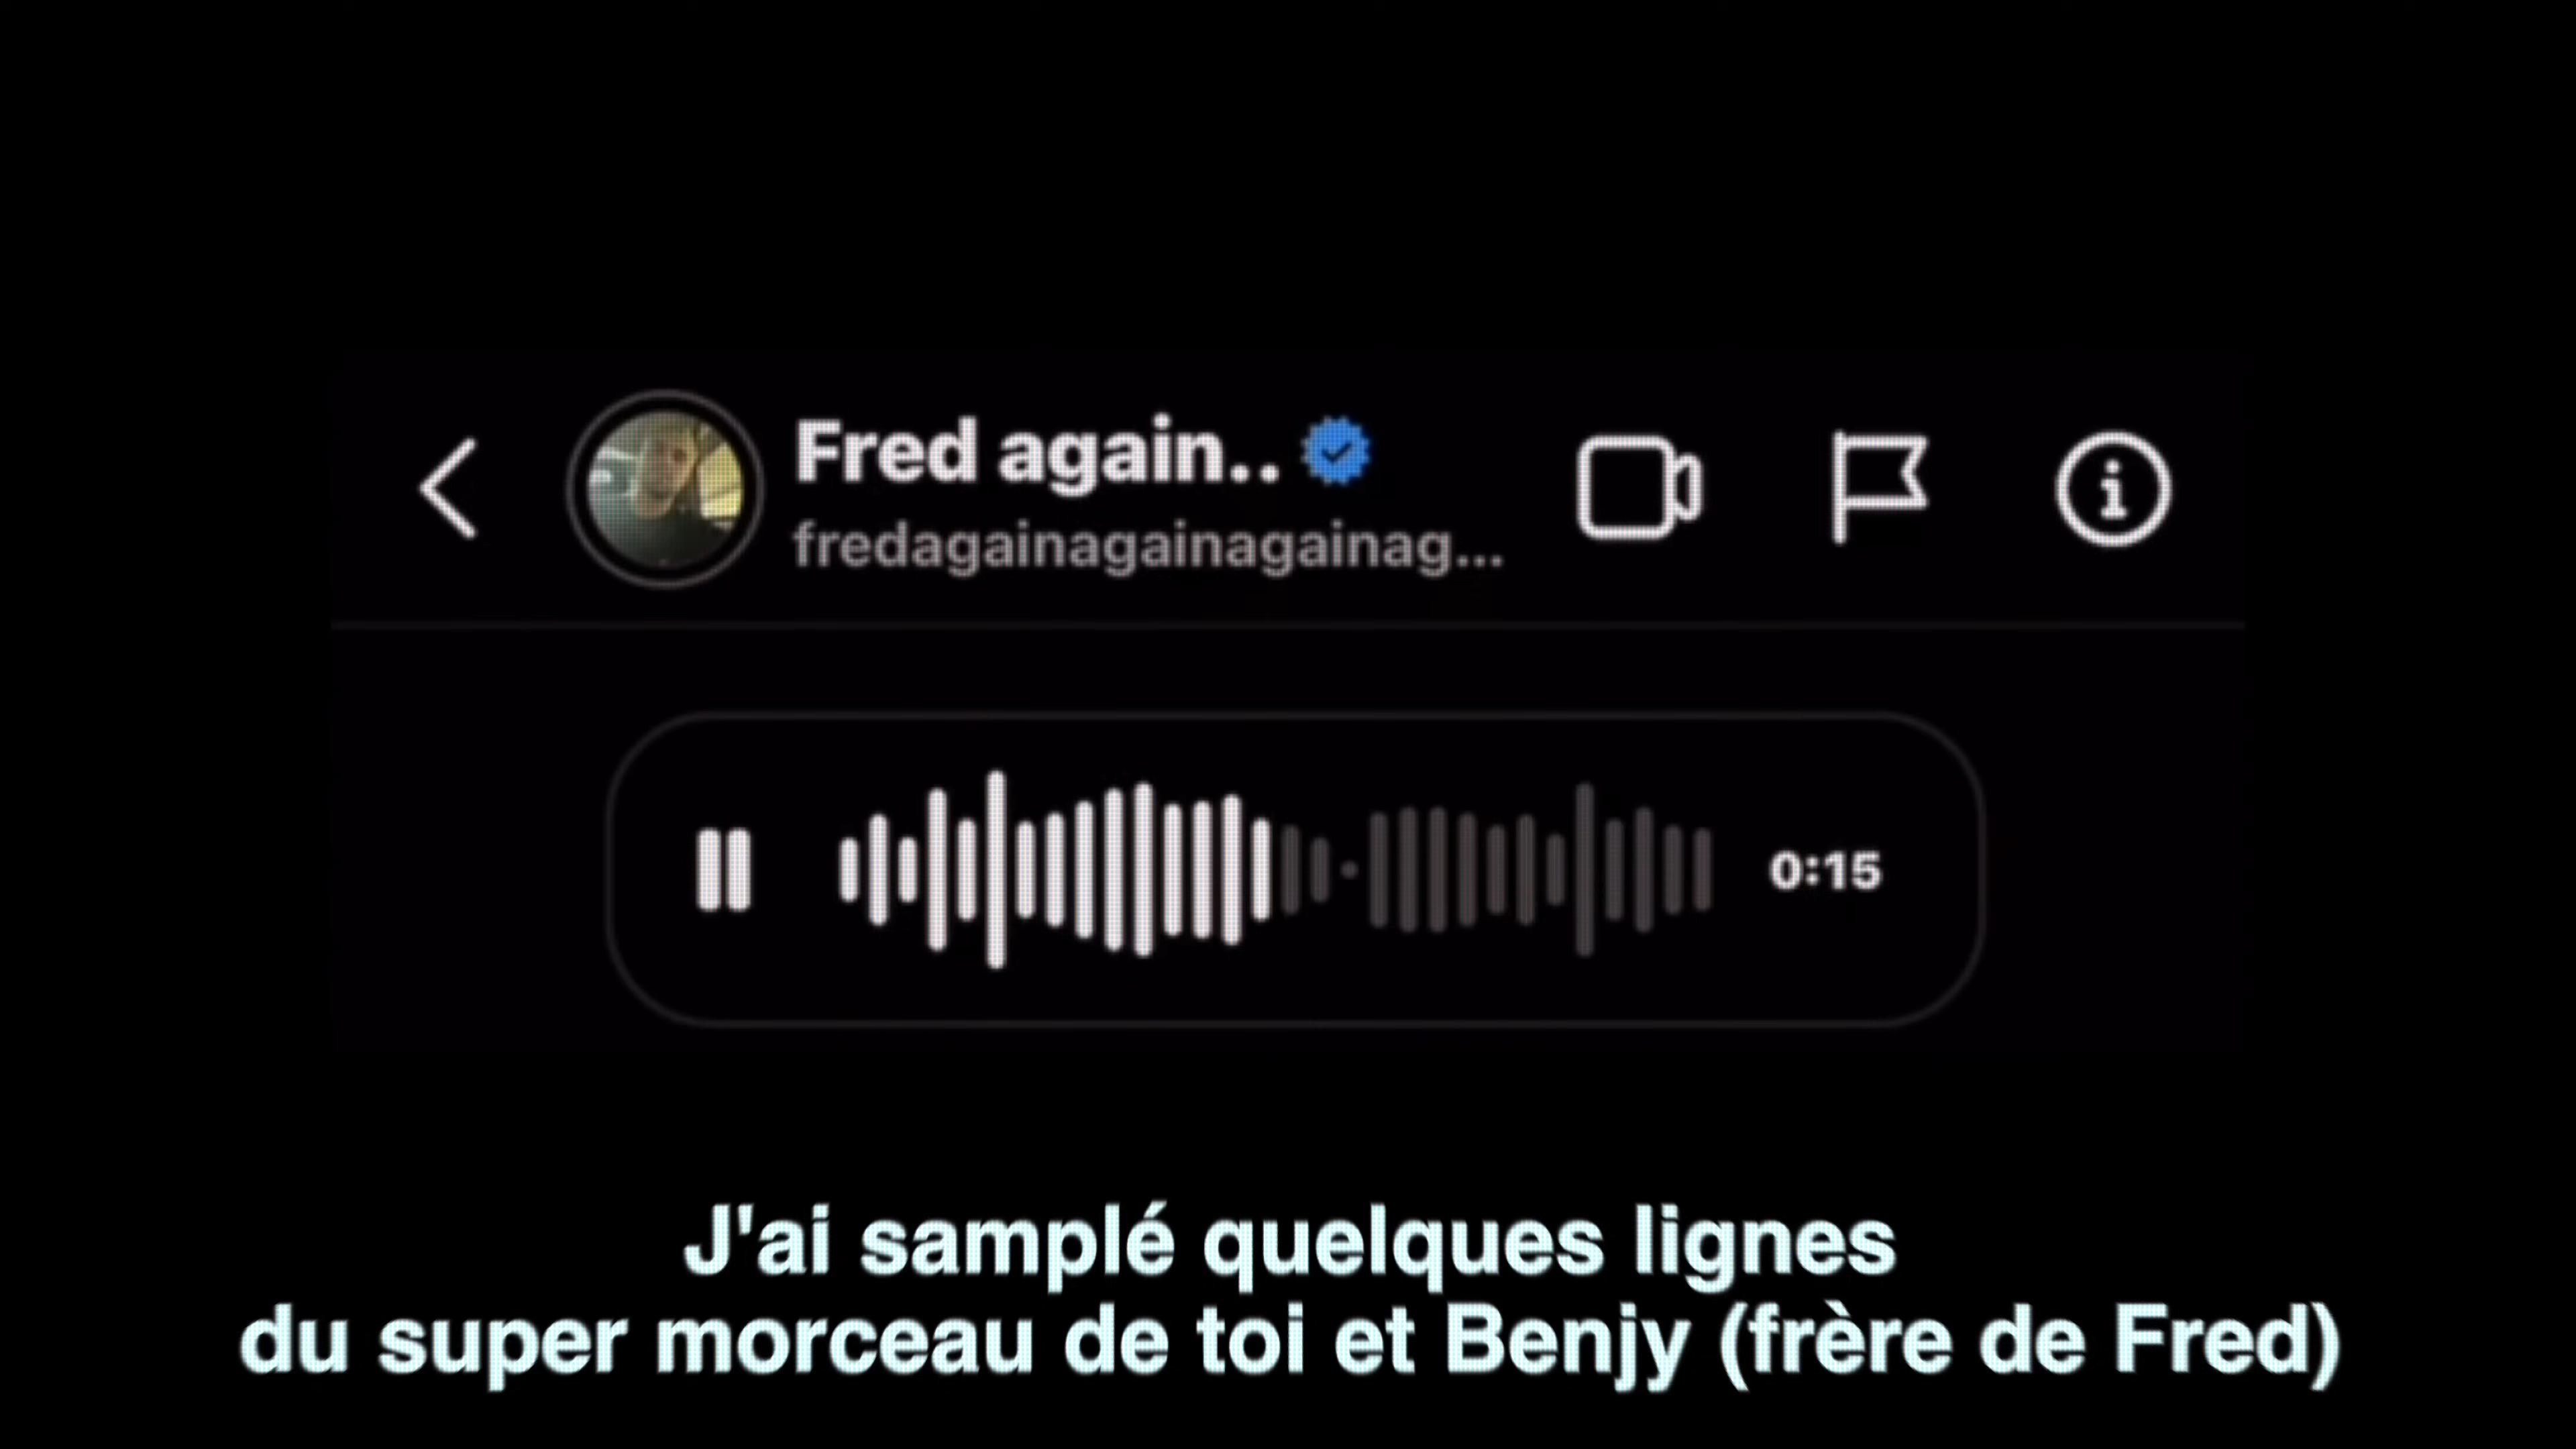 Fred again..
fredagainagainagainag...
0:15
J'ai samplé quelques lignes
du super morceau de toi et Benjy (frère de Fred)